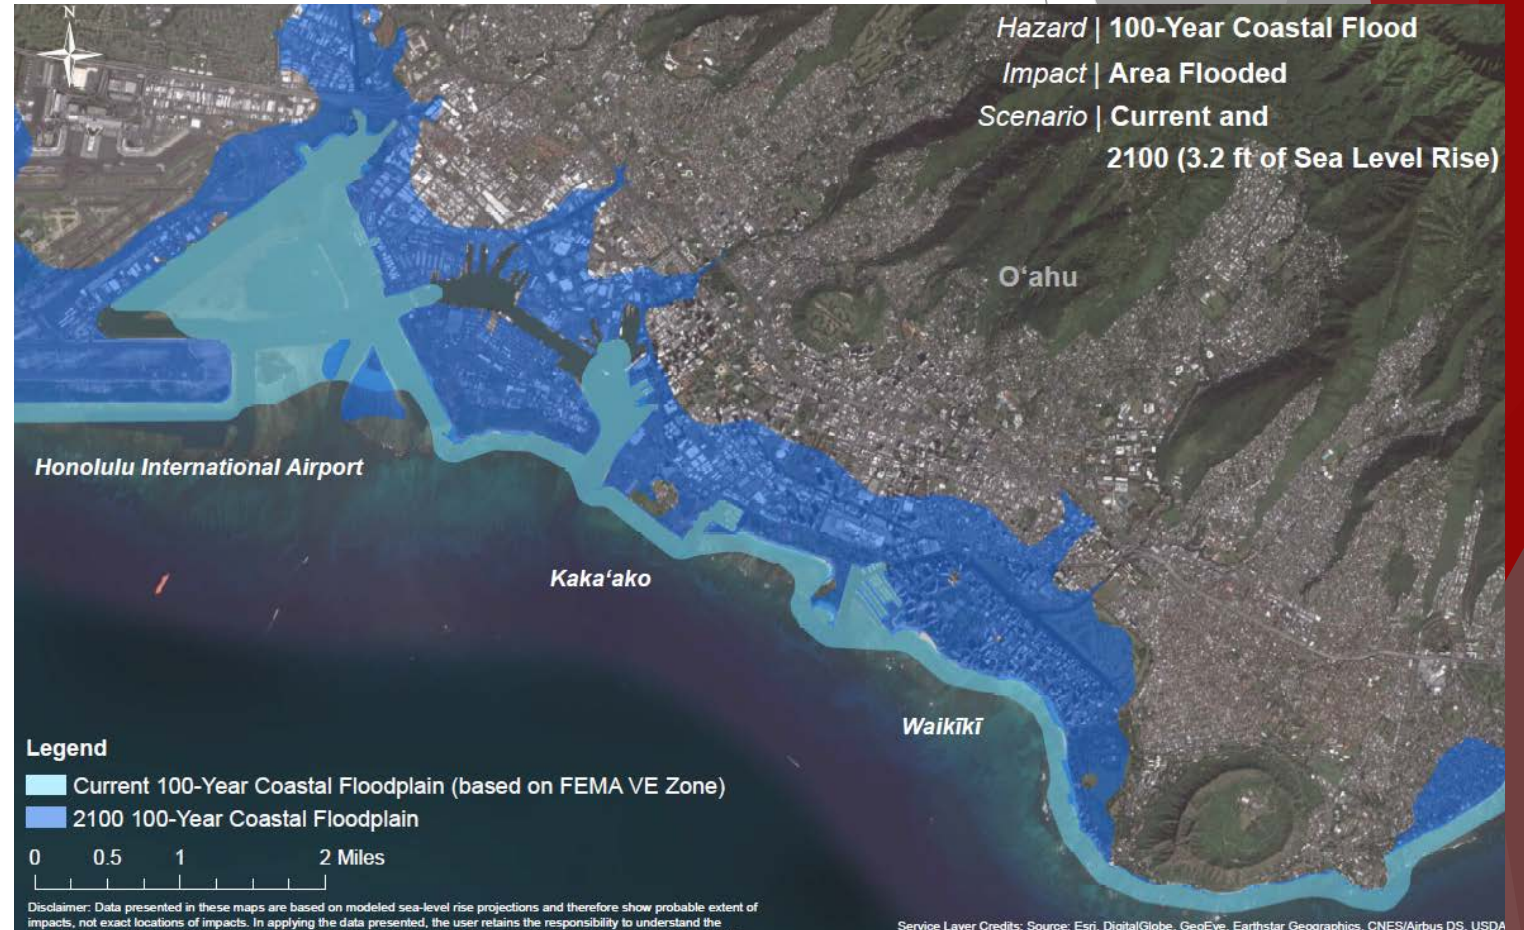 N
Hazard | 100-Year Coastal Flood
Impact | Area Flooded
Scenario | Current and
2100 (3.2 ft of Sea Level Rise)
Oʻahu
Honolulu International Airport
Kakaʻako
Waikīkī
Legend
Current 100-Year Coastal Floodplain (based on FEMA VE Zone)
2100 100-Year Coastal Floodplain
0 0.5 1 2 Miles
Disclaimer: Data presented in these maps are based on modeled sea-level rise projections and therefore show probable extent of
impacts, not exact locations of impacts. In applying the data presented, the user retains the responsibility to understand the
Service Layer Credits: Source: Esri, DigitalGlobe, GeoEye, Earthstar Geographics, CNES/Airbus DS, USDA